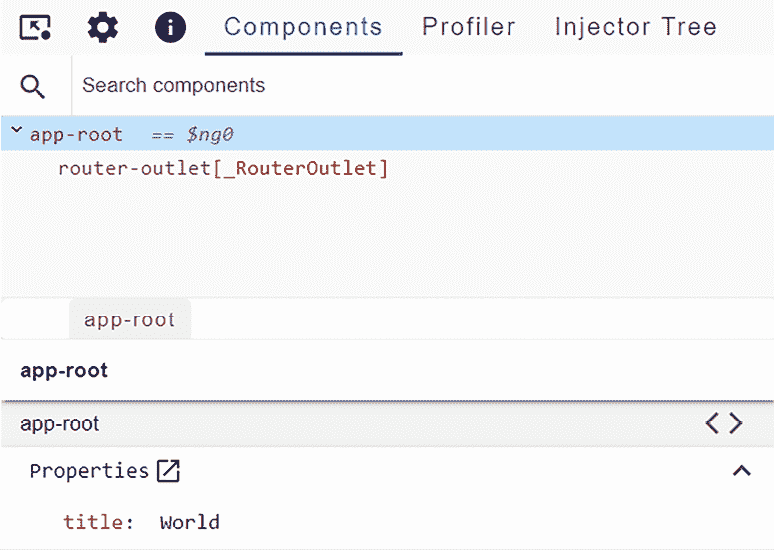 Components Profiler Injector Tree
Search components
app-root == $ng0
router-outlet[_RouterOutlet]
app-root
app-root
app-root
Properties
title: World